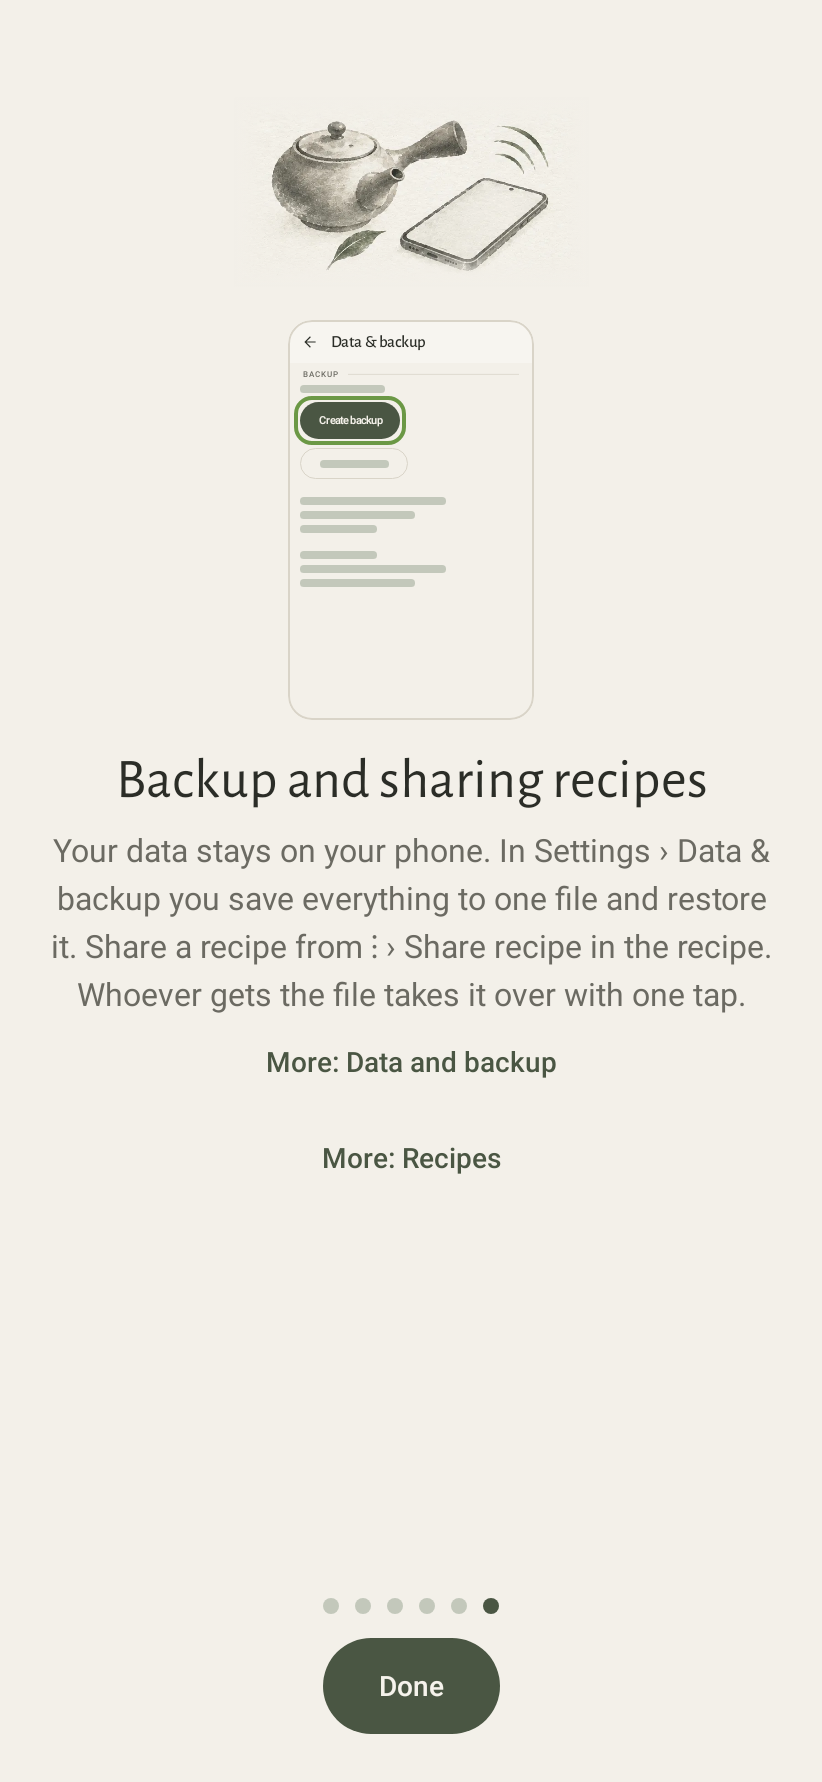 Data & backup
BACKUP
Create backup
Backup and sharing recipes
Your data stays on your phone. In Settings › Data &
backup you save everything to one file and restore
it. Share a recipe from ⋮ › Share recipe in the recipe.
Whoever gets the file takes it over with one tap.
More: Data and backup
More: Recipes
Done